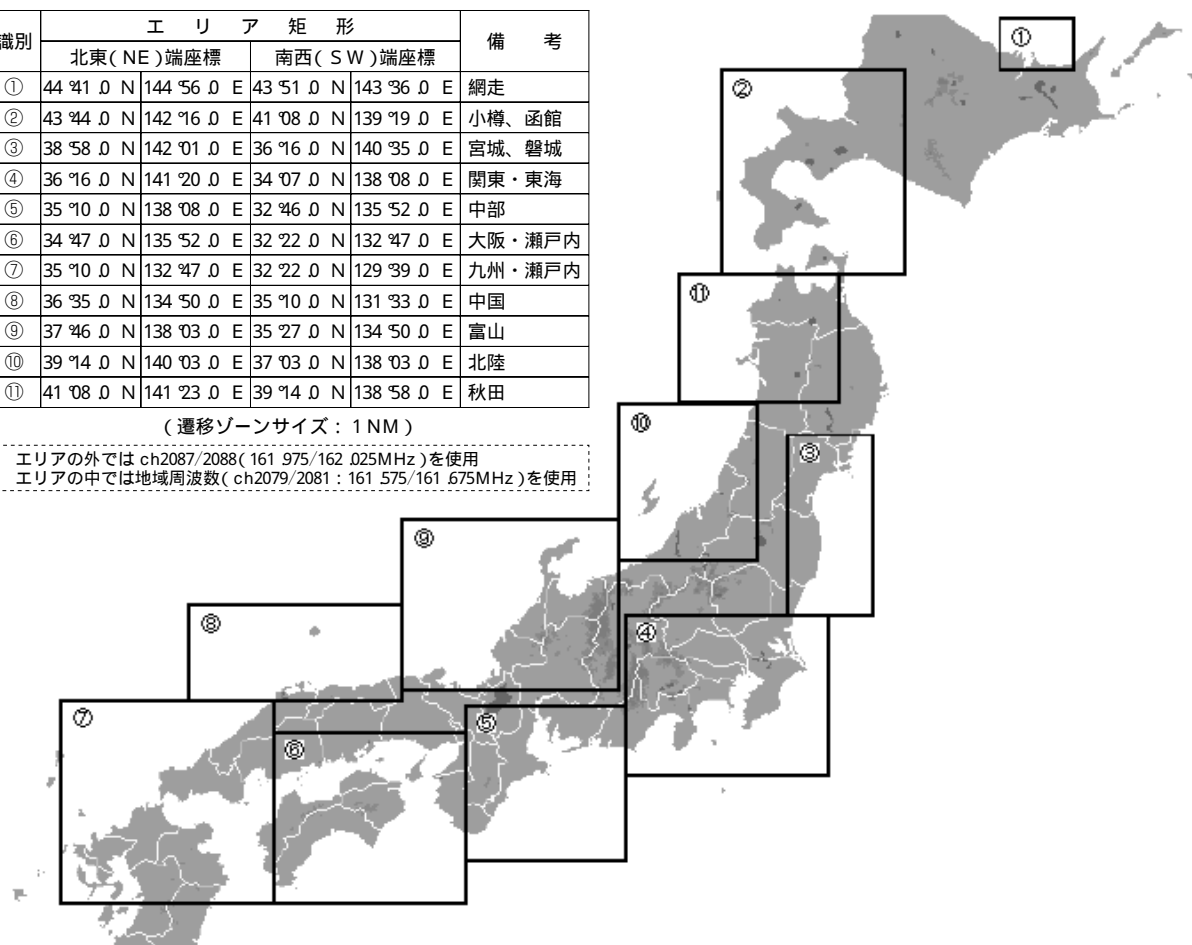 識別 エリア矩形 備考
北東(NE)端座標 南西(SW)端座標
① 44°41.0 N 144°56.0 E 43°51.0 N 143°36.0 E 網走
② 43°44.0 N 142°16.0 E 41°08.0 N 139°19.0 E 小樽、函館
③ 38°58.0 N 142°01.0 E 36°16.0 N 140°35.0 E 宮城、磐城
④ 36°16.0 N 141°20.0 E 34°07.0 N 138°08.0 E 関東・東海
⑤ 35°10.0 N 138°08.0 E 32°46.0 N 135°52.0 E 中部
⑥ 34°47.0 N 135°52.0 E 32°22.0 N 132°47.0 E 大阪・瀬戸内
⑦ 35°10.0 N 132°47.0 E 32°22.0 N 129°39.0 E 九州・瀬戸内
⑧ 36°35.0 N 134°50.0 E 35°10.0 N 131°33.0 E 中国
⑨ 37°46.0 N 138°03.0 E 35°27.0 N 134°50.0 E 富山
⑩ 39°14.0 N 140°03.0 E 37°03.0 N 138°03.0 E 北陸
⑪ 41°08.0 N 141°23.0 E 39°14.0 N 138°58.0 E 秋田
(遷移ゾーンサイズ:1NM)
エリアの外では ch2087/2088(161.975/162.025MHz)を使用
エリアの中では地域周波数(ch2079/2081:161.575/161.675MHz)を使用
①
②
⑪
⑩
③
⑨
⑧
④
⑦
⑤
⑥